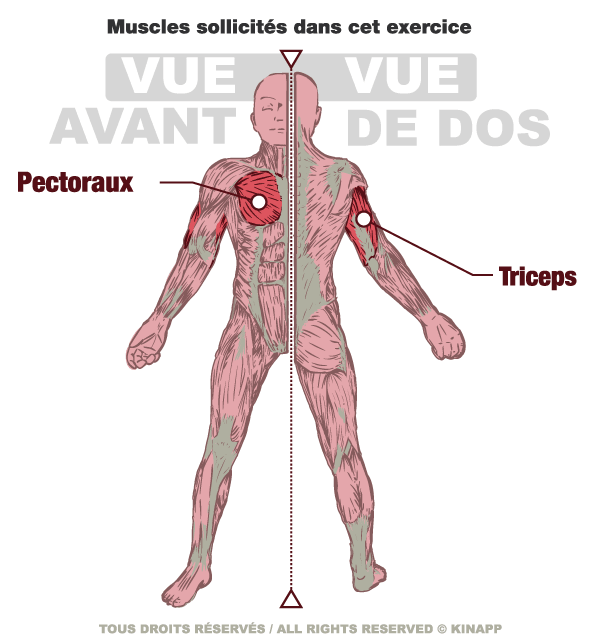 Muscles sollicités dans cet exercice
VUE AVANT
VUE DE DOS
Pectoraux
Triceps
TOUS DROITS RÉSERVÉS / ALL RIGHTS RESERVED © KINAPP